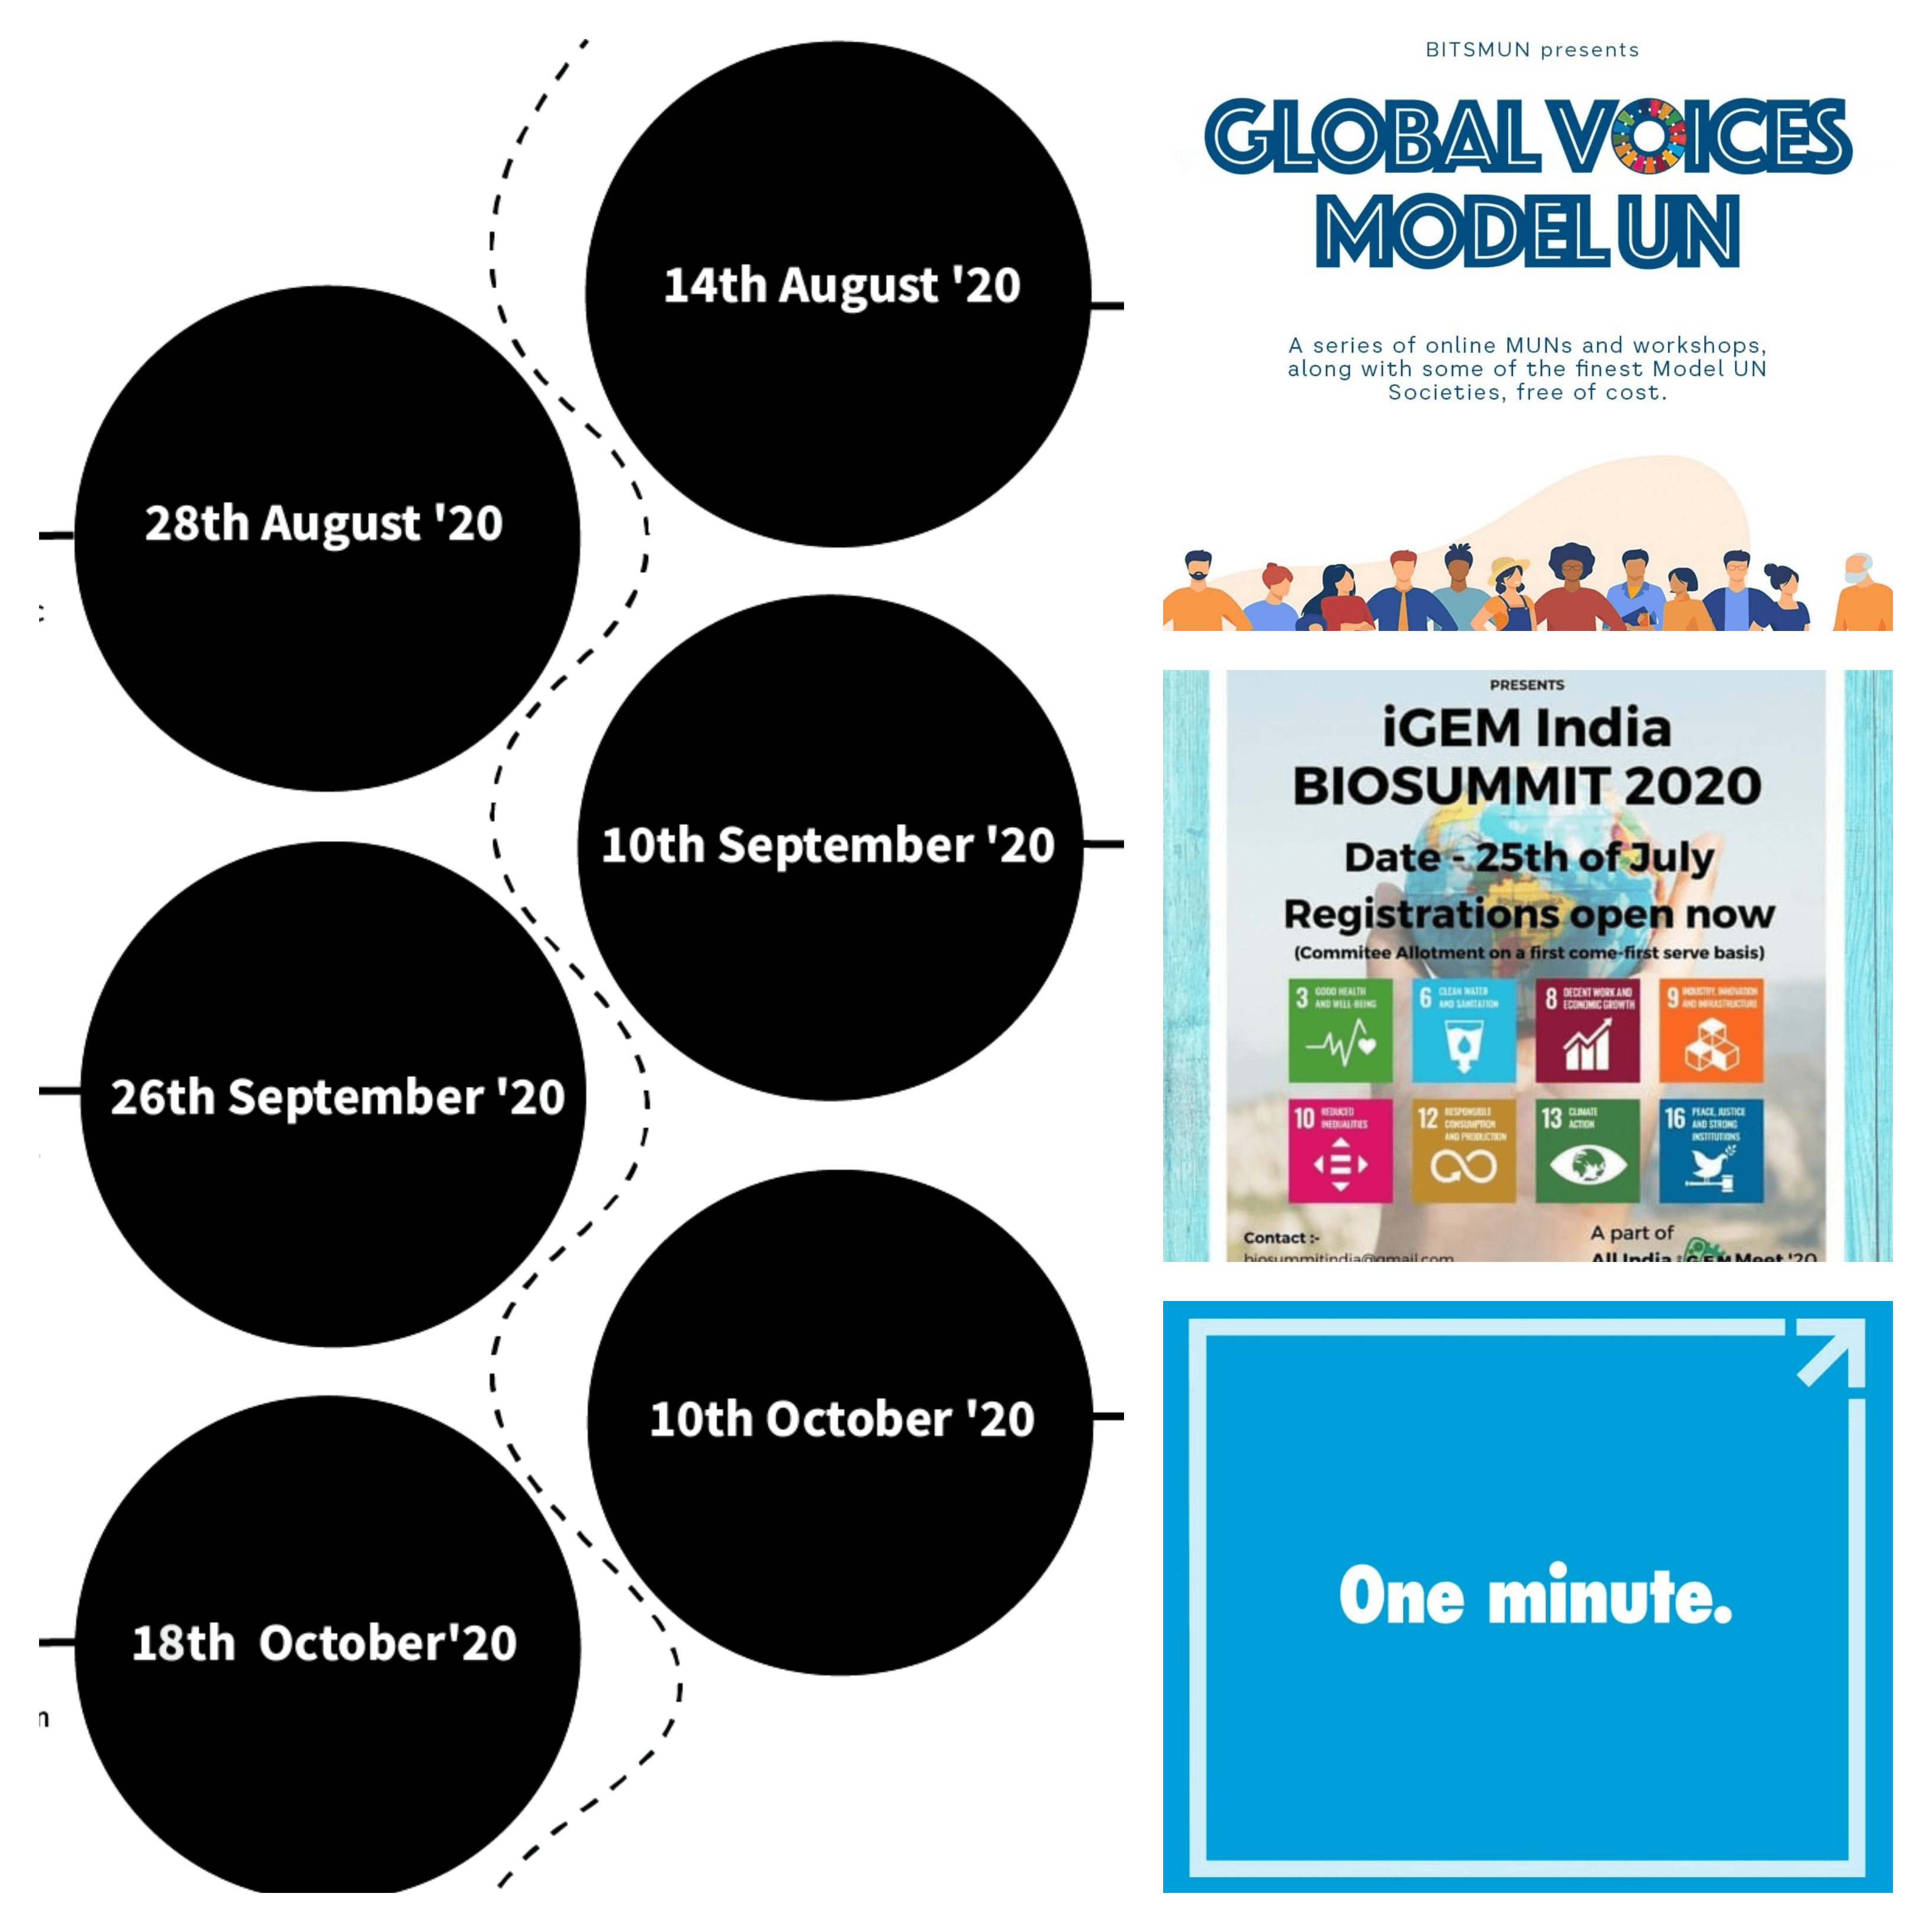 14th August '20
28th August '20
10th September '20
26th September '20
10th October '20
18th  October'20
BITSMUN presents
GLOBAL VOICES
MODEL UN
A series of online MUNs and workshops,
along with some of the finest Model UN
Societies, free of cost.
PRESENTS
iGEM India
BIOSUMMIT 2020
Date - 25th of July
Registrations open now
(Commitee Allotment on a first come-first serve basis)
3 GOOD HEALTH
AND WELL-BEING
6 CLEAN WATER
AND SANITATION
8 DECENT WORK AND
ECONOMIC GROWTH
9 INDUSTRY, INNOVATION
AND INFRASTRUCTURE
10 REDUCED
INEQUALITIES
12 RESPONSIBLE
CONSUMPTION
AND PRODUCTION
13 CLIMATE
ACTION
16 PEACE, JUSTICE
AND STRONG
INSTITUTIONS
Contact :-
biosummitindia@gmail.com
A part of
All India iGEM Meet '20
One minute.